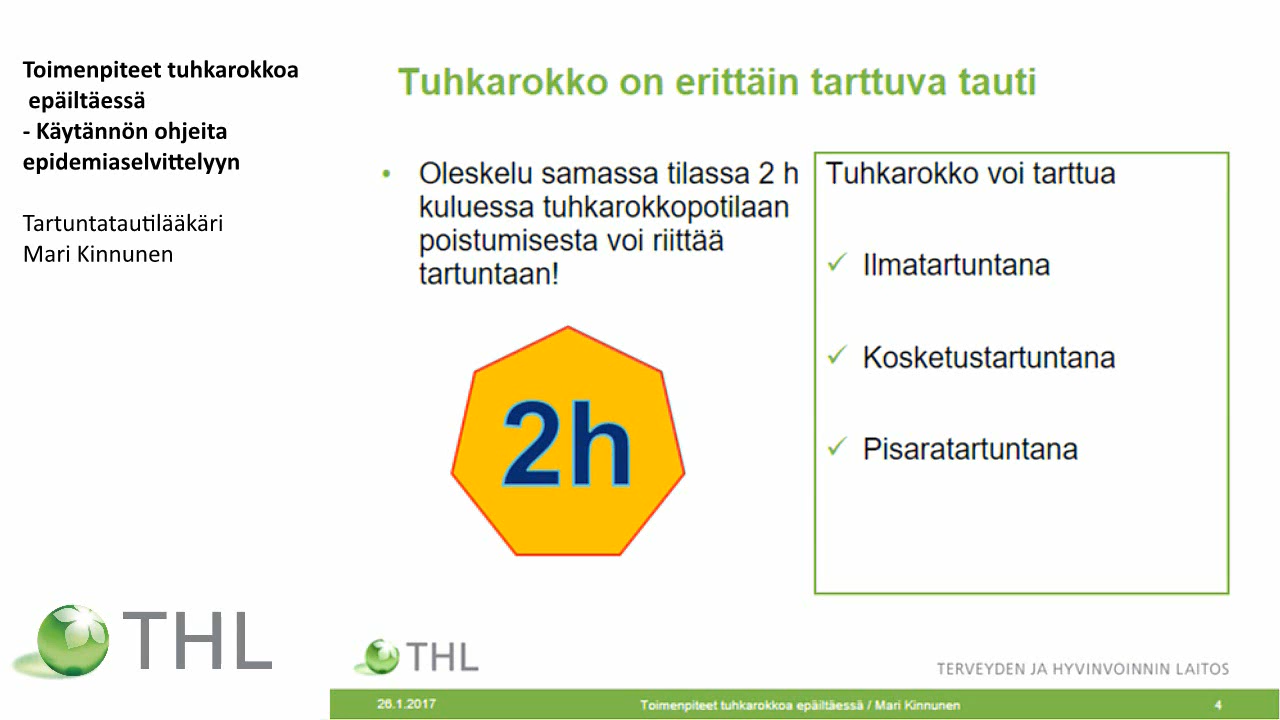 Toimenpiteet tuhkarokkoa
epäiltäessä
- Käytännön ohjeita
epidemiaselvittelyyn
Tartuntatautilääkäri
Mari Kinnunen
THL
Tuhkarokko on erittäin tarttuva tauti
• Oleskelu samassa tilassa 2 h
kuluessa tuhkarokkopotilaan
poistumisesta voi riittää
tartuntaan!
2h
Tuhkarokko voi tarttua
✓ Ilmatartuntana
✓ Kosketustartuntana
✓ Pisaratartuntana
THL
TERVEYDEN JA HYVINVOINNIN LAITOS
26.1.2017
Toimenpiteet tuhkarokkoa epäiltäessä / Mari Kinnunen
4